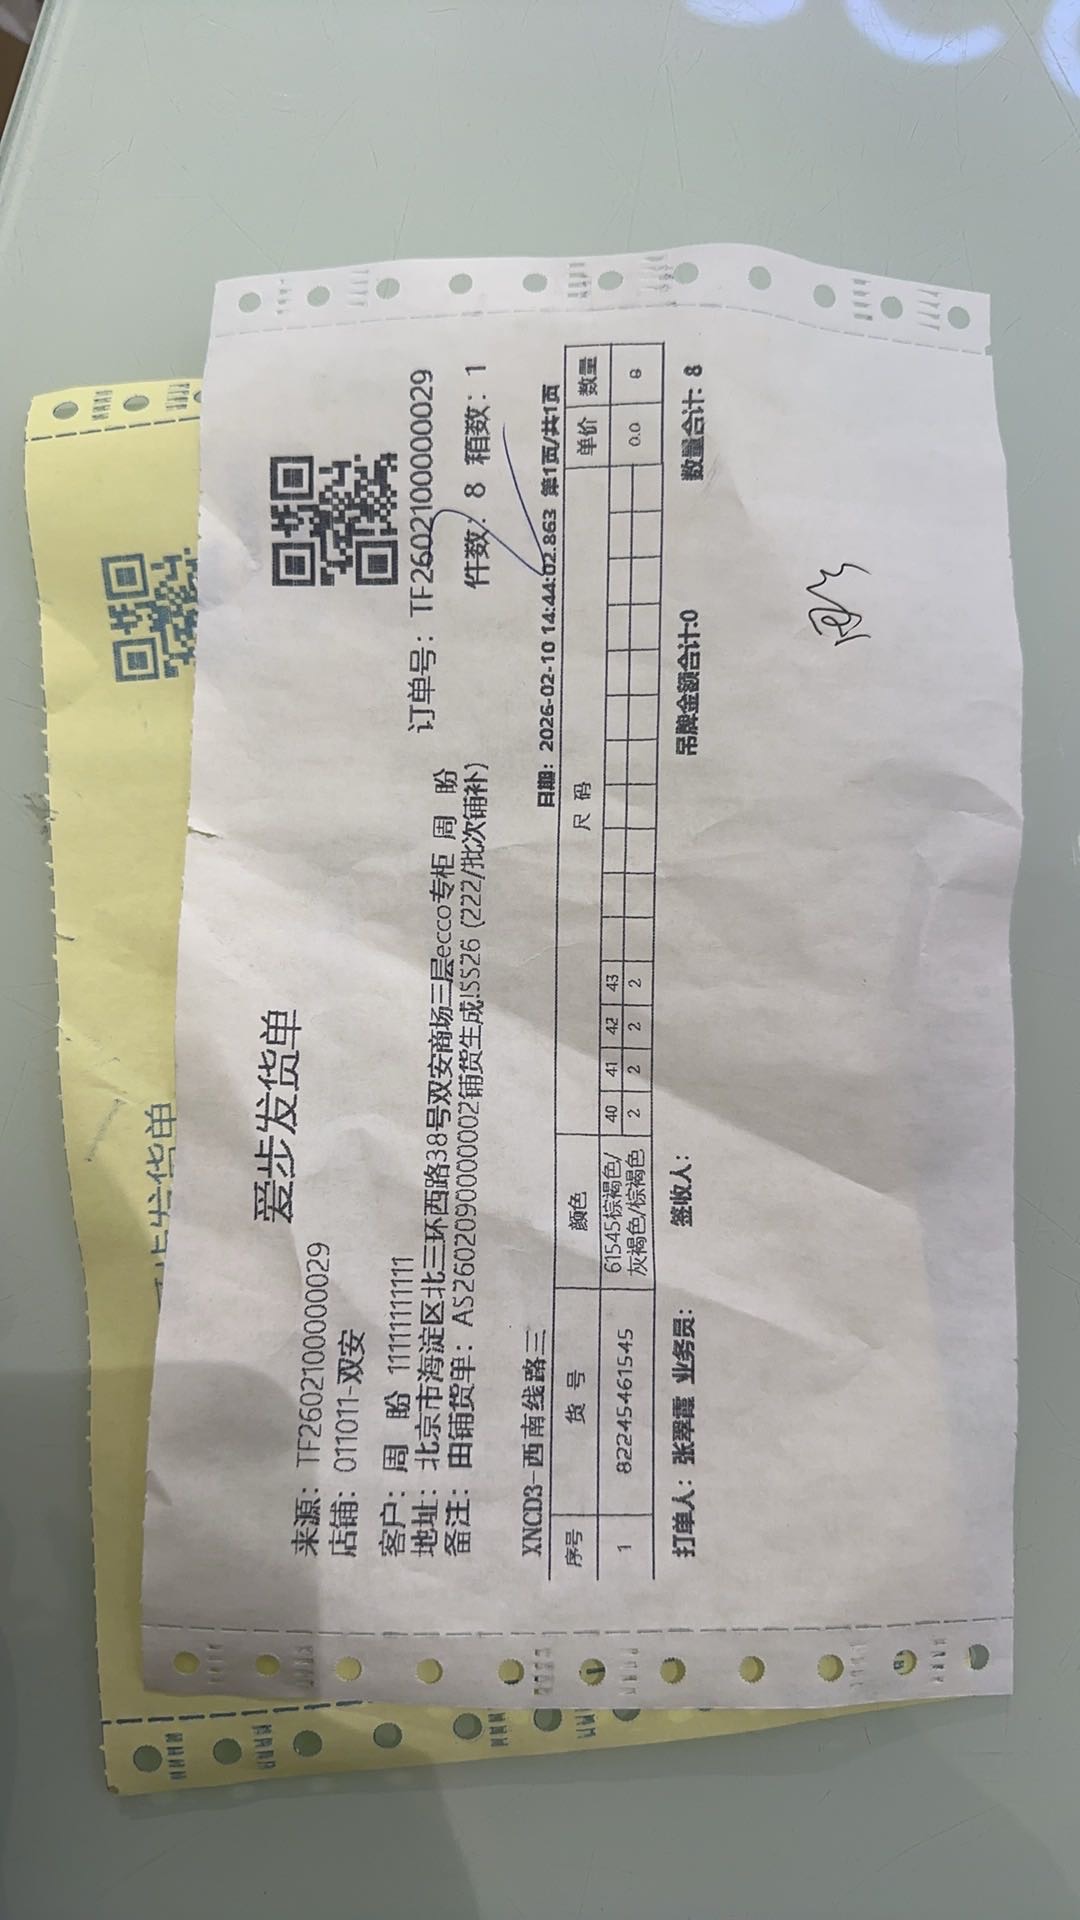 爱步发货单
来源：TF260210000000029
店铺：011011-双安
订单号：TF260210000000029
客户：周 盼 11111111111
件数：8 箱数：1
地址：北京市海淀区北三环西路38号双安商场三层ecco专柜 周 盼
备注：由铺货单：AS260209000000002铺货生成!SS26 (222/批次铺补)
XNCD3-西南线路三
日期：2026-02-10 14:44:02.863 第1页/共1页
序号 货 号 颜色 尺 码 单价 数量
1 82245461545 61545棕褐色/灰褐色/棕褐色 40 41 42 43 0.0 8
2 2 2 2
打单人：张翠霞 业务员： 签收人： 吊牌金额合计:0 数量合计：8
发货单